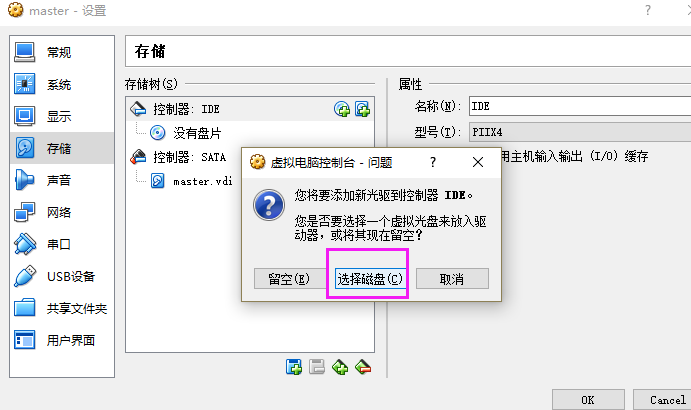 master - 设置
?
常规
系统
显示
存储
声音
网络
串口
USB设备
共享文件夹
用户界面
存储
存储树(S)
控制器: IDE
没有盘片
控制器: SATA
master.vdi
属性
名称(N): IDE
型号(T): PIIX4
用主机输入输出 (I/O) 缓存
虚拟电脑控制台 - 问题
?
您将要添加新光驱到控制器 IDE。
您是否要选择一个虚拟光盘来放入驱
动器，或将其现在留空？
留空(E)
选择磁盘(C)
取消
OK
Cancel